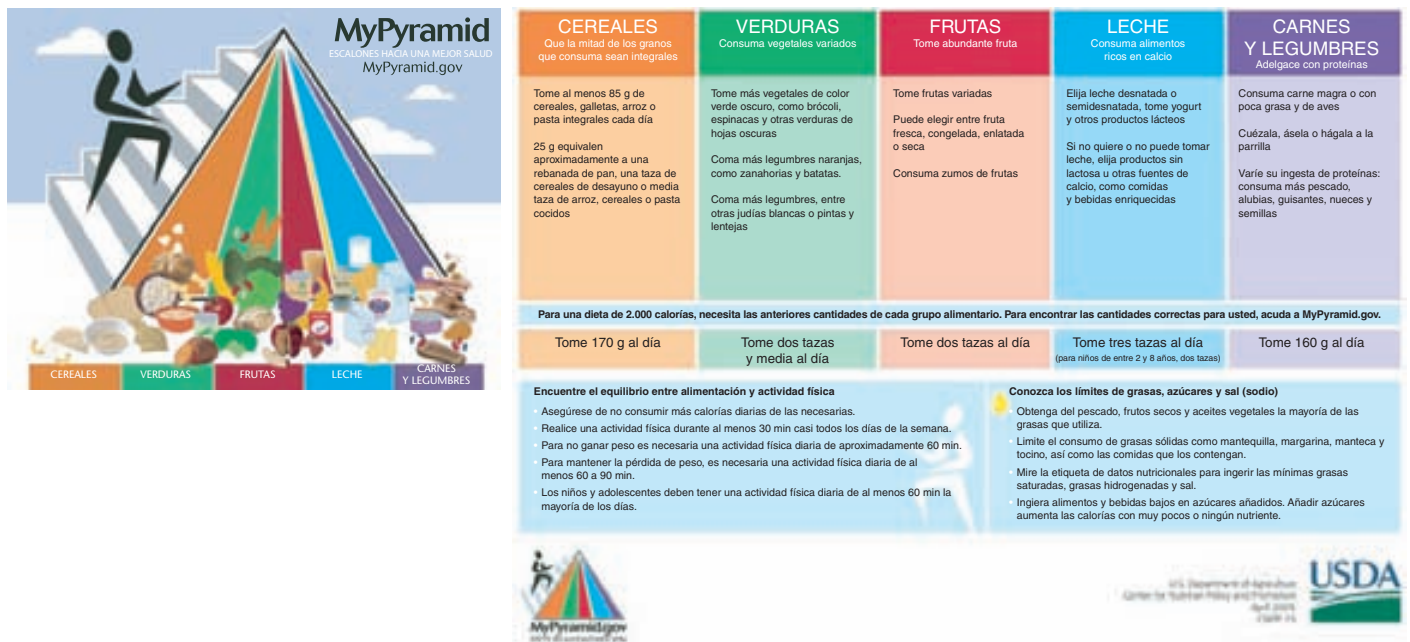 MyPyramid
ESCALONES HACIA UNA MEJOR SALUD
MyPyramid.gov
CEREALES
VERDURAS
FRUTAS
LECHE
CARNES
Y LEGUMBRES
CEREALES
Que la mitad de los granos
que consuma sean integrales
Tome al menos 85 g de
cereales, galletas, arroz o
pasta integrales cada día
25 g equivalen
aproximadamente a una
rebanada de pan, una taza de
cereales de desayuno o media
taza de arroz, cereales o pasta
cocidos
VERDURAS
Consuma vegetales variados
Tome más vegetales de color
verde oscuro, como brócoli,
espinacas y otras verduras de
hojas oscuras
Coma más legumbres naranjas,
como zanahorias y batatas.
Coma más legumbres, entre
otras judías blancas o pintas y
lentejas
FRUTAS
Tome abundante fruta
Tome frutas variadas
Puede elegir entre fruta
fresca, congelada, enlatada
o seca
Consuma zumos de frutas
LECHE
Consuma alimentos
ricos en calcio
Elija leche desnatada o
semidesnatada, tome yogurt
y otros productos lácteos
Si no quiere o no puede tomar
leche, elija productos sin
lactosa u otras fuentes de
calcio, como comidas
y bebidas enriquecidas
CARNES
Y LEGUMBRES
Adelgace con proteínas
Consuma carne magra o con
poca grasa y de aves
Cuézala, ásela o hágala a la
parrilla
Varíe su ingesta de proteínas:
consuma más pescado,
alubias, guisantes, nueces y
semillas
Para una dieta de 2.000 calorías, necesita las anteriores cantidades de cada grupo alimentario. Para encontrar las cantidades correctas para usted, acuda a MyPyramid.gov.
Tome 170 g al día
Tome dos tazas
y media al día
Tome dos tazas al día
Tome tres tazas al día
(para niños de entre 2 y 8 años, dos tazas)
Tome 160 g al día
Encuentre el equilibrio entre alimentación y actividad física
• Asegúrese de no consumir más calorías diarias de las necesarias.
• Realice una actividad física durante al menos 30 min casi todos los días de la semana.
• Para no ganar peso es necesaria una actividad física diaria de aproximadamente 60 min.
• Para mantener la pérdida de peso, es necesaria una actividad física diaria de al
menos 60 a 90 min.
• Los niños y adolescentes deben tener una actividad física diaria de al menos 60 min la
mayoría de los días.
Conozca los límites de grasas, azúcares y sal (sodio)
• Obtenga del pescado, frutos secos y aceites vegetales la mayoría de las
grasas que utiliza.
• Limite el consumo de grasas sólidas como mantequilla, margarina, manteca y
tocino, así como las comidas que los contengan.
• Mire la etiqueta de datos nutricionales para ingerir las mínimas grasas
saturadas, grasas hidrogenadas y sal.
• Ingiera alimentos y bebidas bajos en azúcares añadidos. Añadir azúcares
aumenta las calorías con muy pocos o ningún nutriente.
MyPyramid.gov
U.S. Department of Agriculture
Center for Nutrition Policy and Promotion
April 2005
USDA